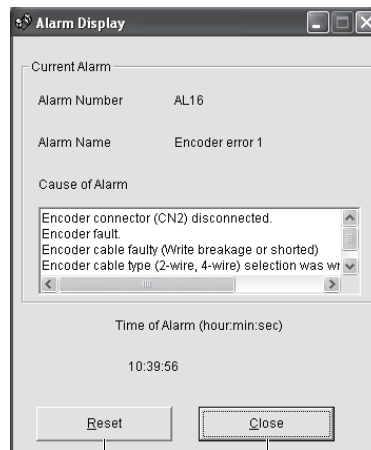 Alarm Display
Current Alarm
Alarm Number AL16
Alarm Name Encoder error 1
Cause of Alarm
Encoder connector (CN2) disconnected.
Encoder fault.
Encoder cable faulty (Write breakage or shorted)
Encoder cable type (2-wire, 4-wire) selection was wr
Time of Alarm (hour:min:sec)
10:39:56
Reset Close